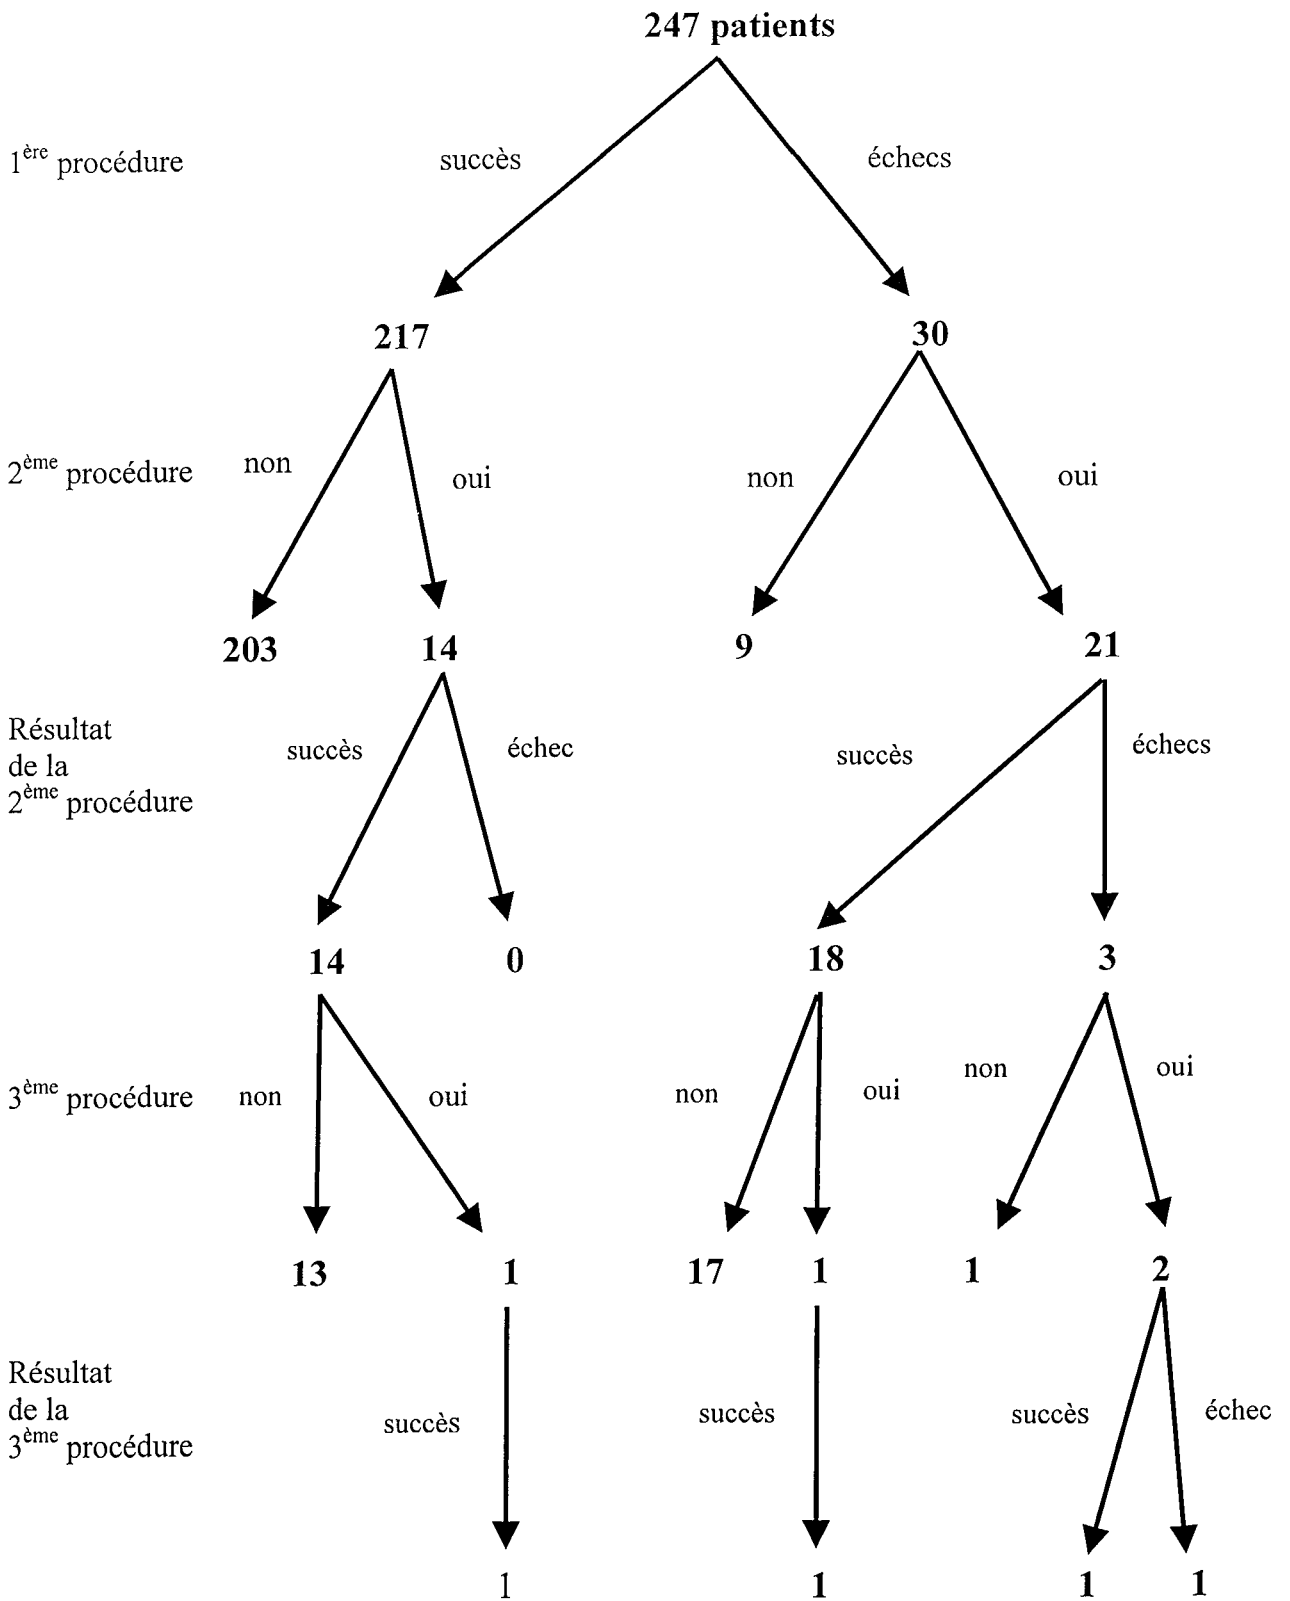 247 patients
1ère procédure
succès
échecs
217
30
2ème procédure
non
oui
non
oui
203
14
9
21
Résultat
de la
2ème procédure
succès
échec
succès
échecs
14
0
18
3
3ème procédure
non
oui
non
oui
non
oui
13
1
17
1
1
2
Résultat
de la
3ème procédure
succès
succès
succès
échec
1
1
1
1